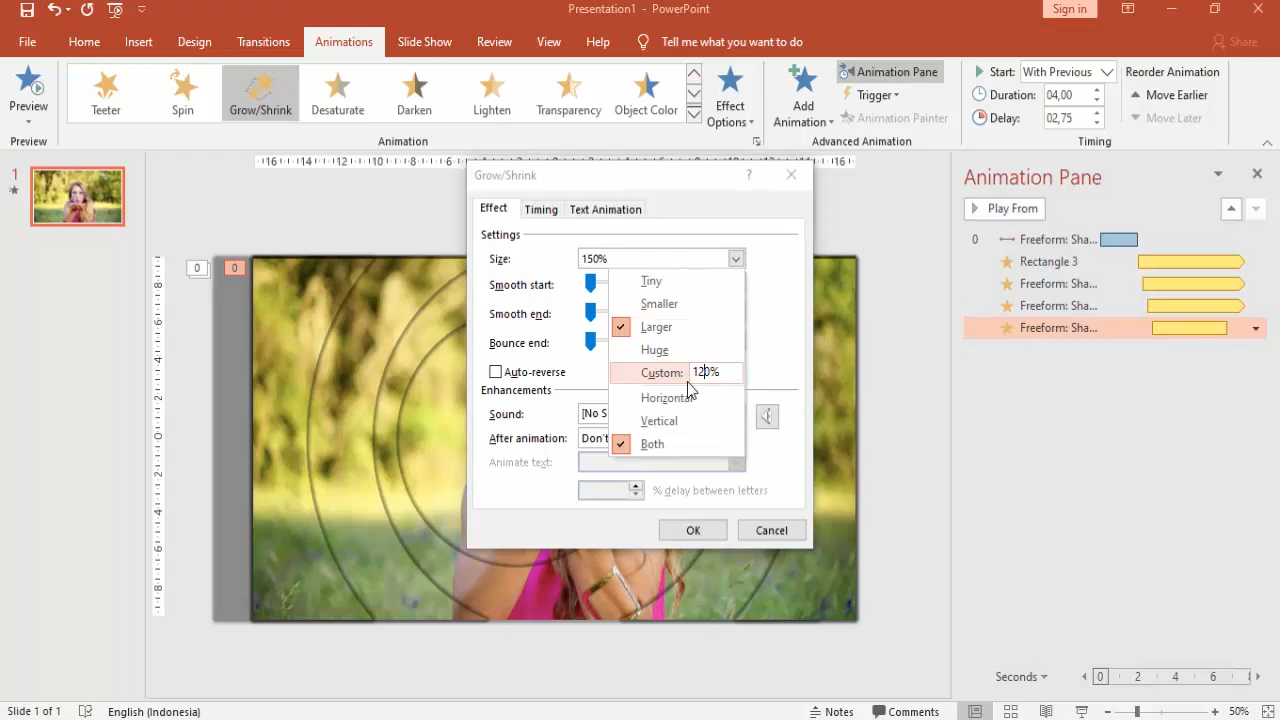 Presentation1 - PowerPoint
Sign in
File
Home
Insert
Design
Transitions
Animations
Slide Show
Review
View
Help
Tell me what you want to do
Share
Preview
Teeter
Spin
Grow/Shrink
Desaturate
Darken
Lighten
Transparency
Object Color
Effect
Options
Add
Animation
Animation Pane
Trigger
Animation Painter
Start: With Previous
Duration: 04,00
Delay: 02,75
Reorder Animation
Move Earlier
Move Later
Preview
Animation
Advanced Animation
Timing
1
Grow/Shrink
?
Effect
Timing
Text Animation
Settings
Size: 150%
Smooth start:
Smooth end:
Bounce end:
Auto-reverse
Enhancements
Sound: [No S
After animation: Don'
Animate text:
% delay between letters
Tiny
Smaller
Larger
Huge
Custom: 120%
Horizontal
Vertical
Both
OK
Cancel
0
0
Animation Pane
Play From
0 Freeform: Sha...
Rectangle 3
Freeform: Sha...
Freeform: Sha...
Freeform: Sha...
Seconds
0 2 4 6
Slide 1 of 1
English (Indonesia)
Notes
Comments
50%